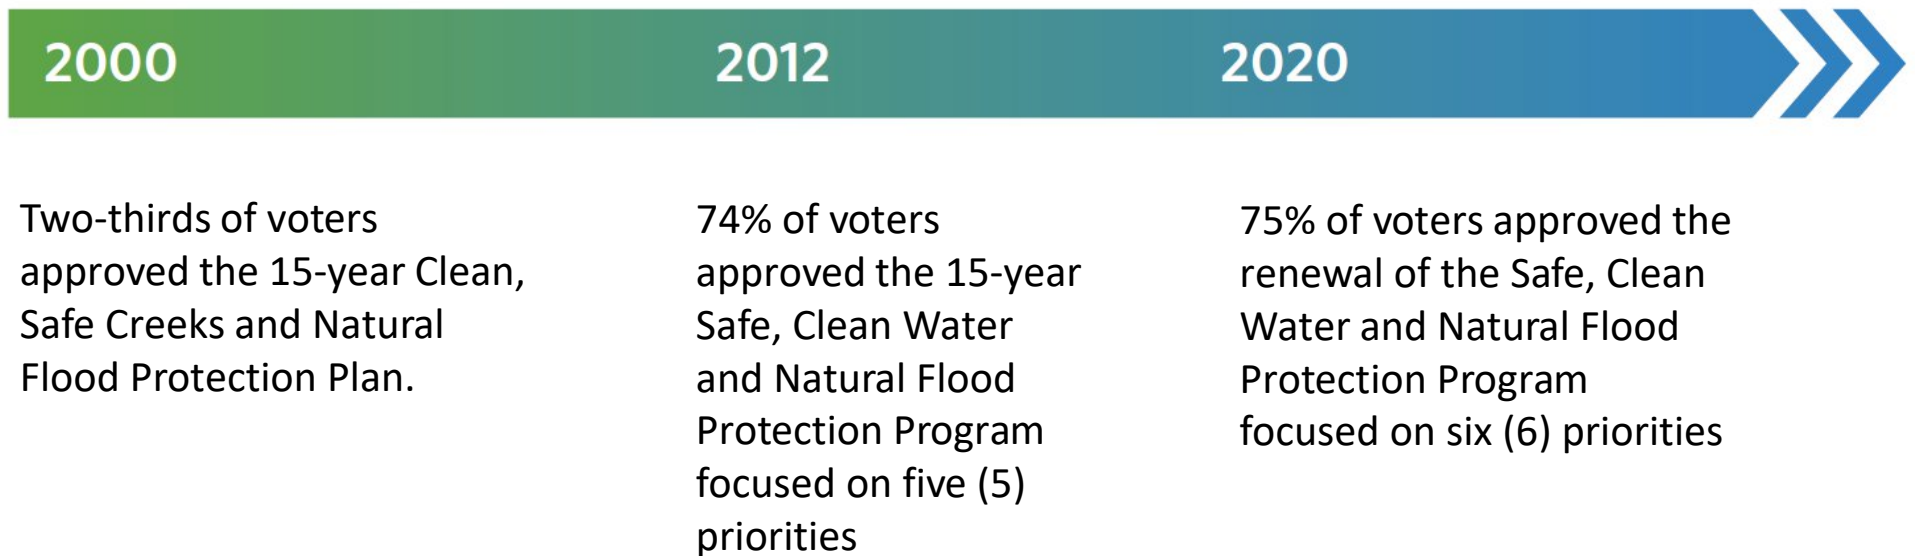 2000
2012
2020
Two-thirds of voters
approved the 15-year Clean,
Safe Creeks and Natural
Flood Protection Plan.
74% of voters
approved the 15-year
Safe, Clean Water
and Natural Flood
Protection Program
focused on five (5)
priorities
75% of voters approved the
renewal of the Safe, Clean
Water and Natural Flood
Protection Program
focused on six (6) priorities